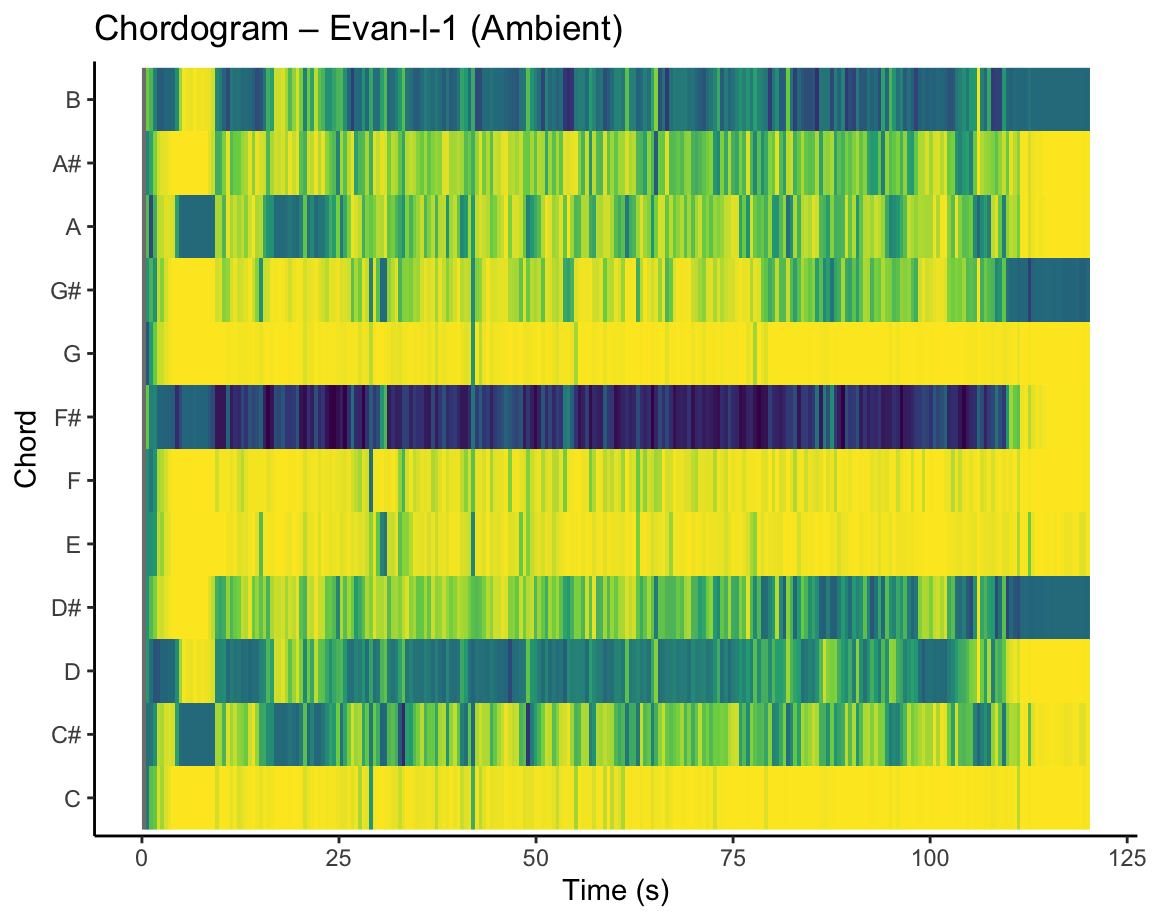 Chordogram – Evan-I-1 (Ambient)
Chord
B
A#
A
G#
G
F#
F
E
D#
D
C#
C
0 25 50 75 100 125
Time (s)